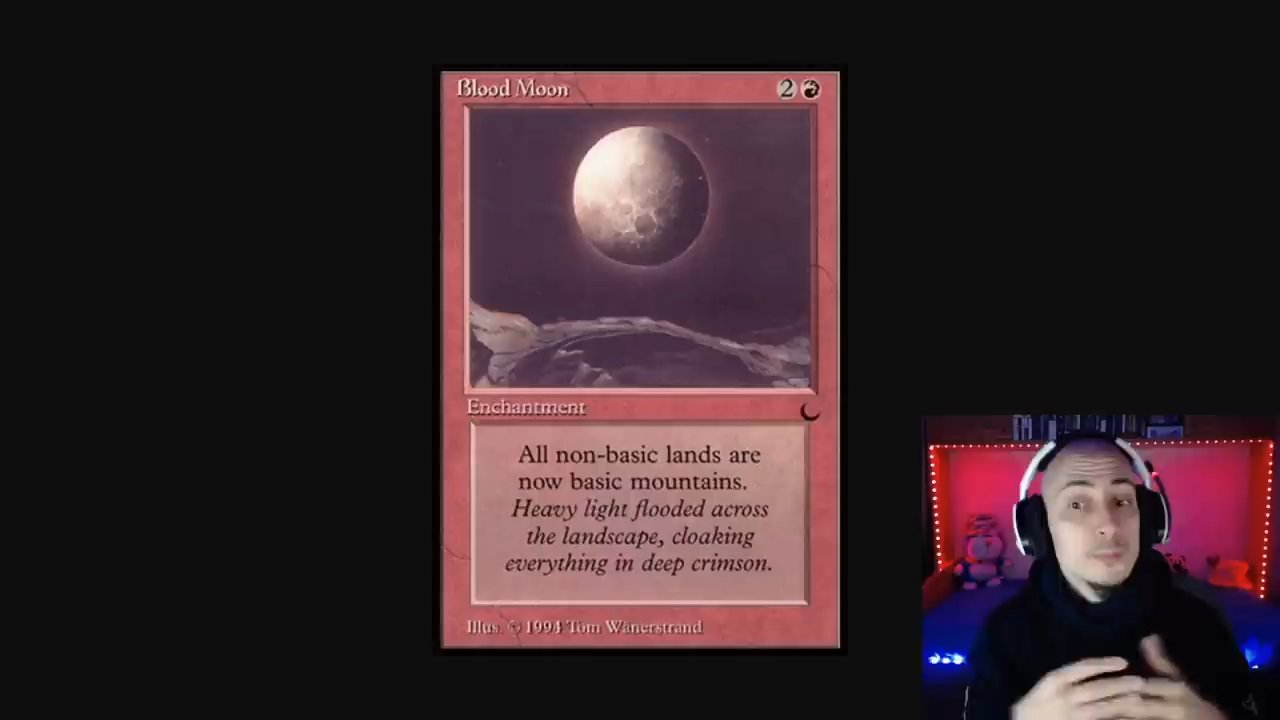 Blood Moon
2
Enchantment
All non-basic lands are
now basic mountains.
Heavy light flooded across
the landscape, cloaking
everything in deep crimson.
Illus. © 1994 Tom Wänerstrand